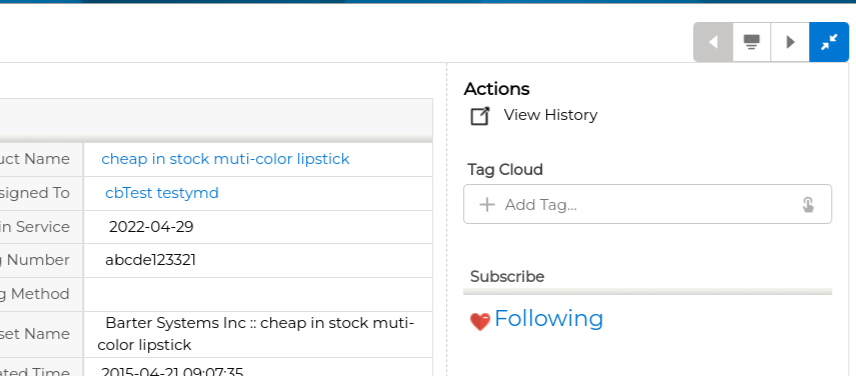 Actions
View History
uct Name cheap in stock muti-color lipstick
Tag Cloud
signed To cbTest testymd
Add Tag...
in Service 2022-04-29
g Number abcde123321
Subscribe
g Method
Following
set Name Barter Systems Inc :: cheap in stock muti-
color lipstick
ated Time 2015-04-21 09:07:35